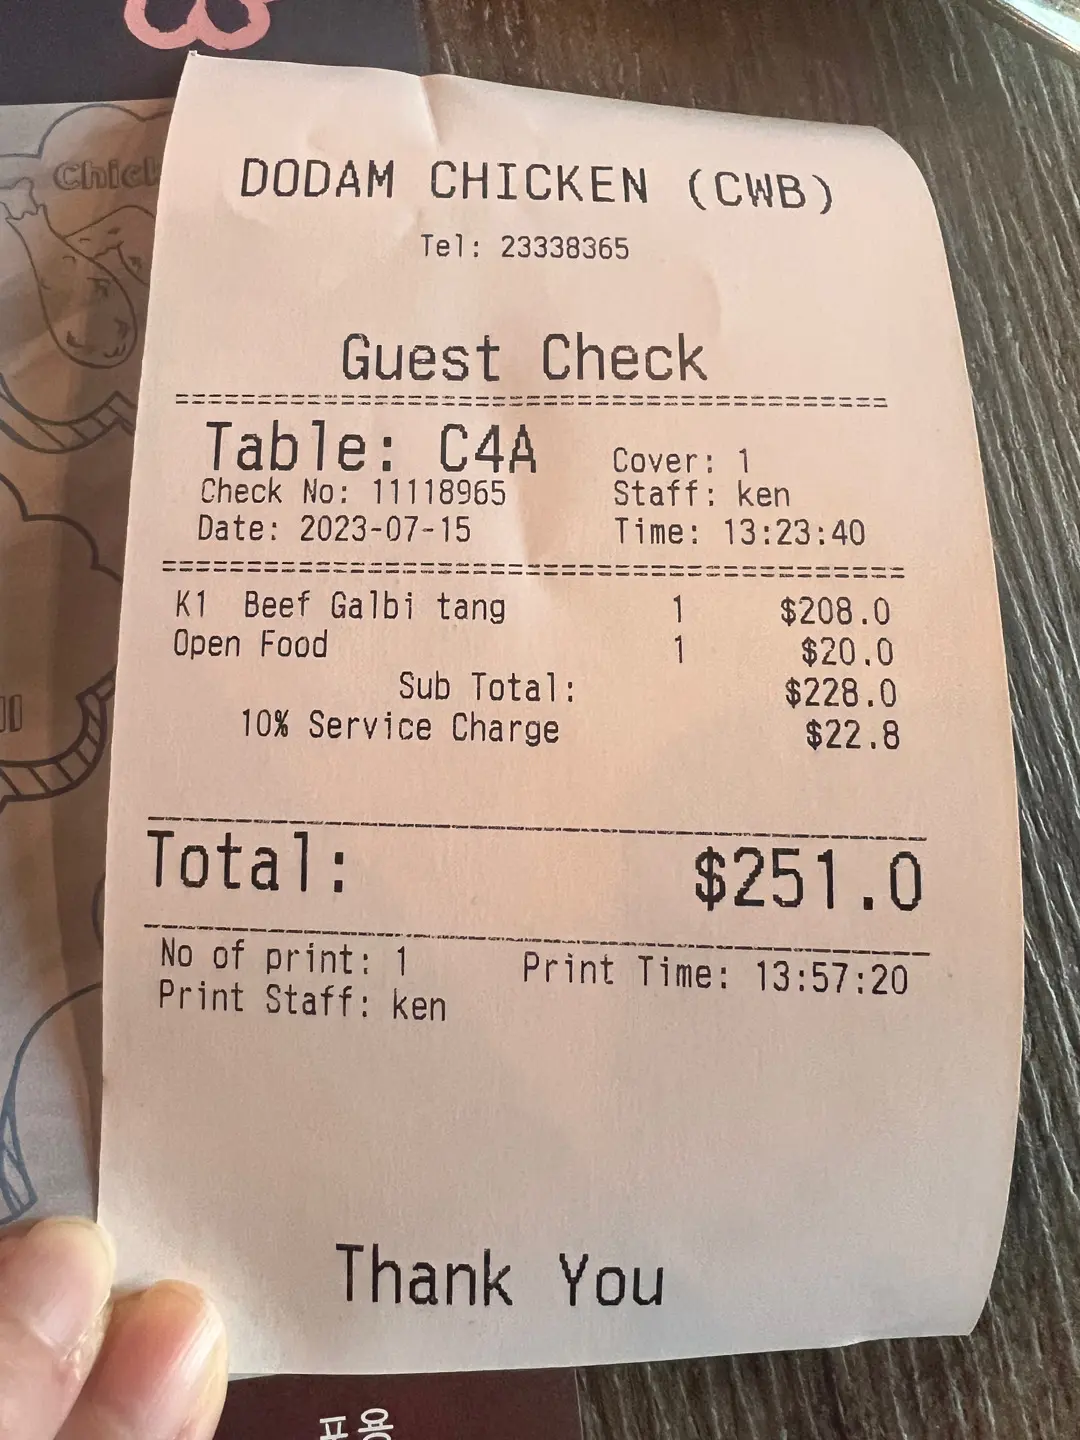 DODAM CHICKEN (CWB)
Tel: 23338365
Guest Check
Table: C4A
Cover: 1
Check No: 11118965
Staff: ken
Date: 2023-07-15
Time: 13:23:40
K1 Beef Galbi tang 1 $208.0
Open Food 1 $20.0
Sub Total: $228.0
10% Service Charge $22.8
Total: $251.0
No of print: 1
Print Time: 13:57:20
Print Staff: ken
Thank You
포용